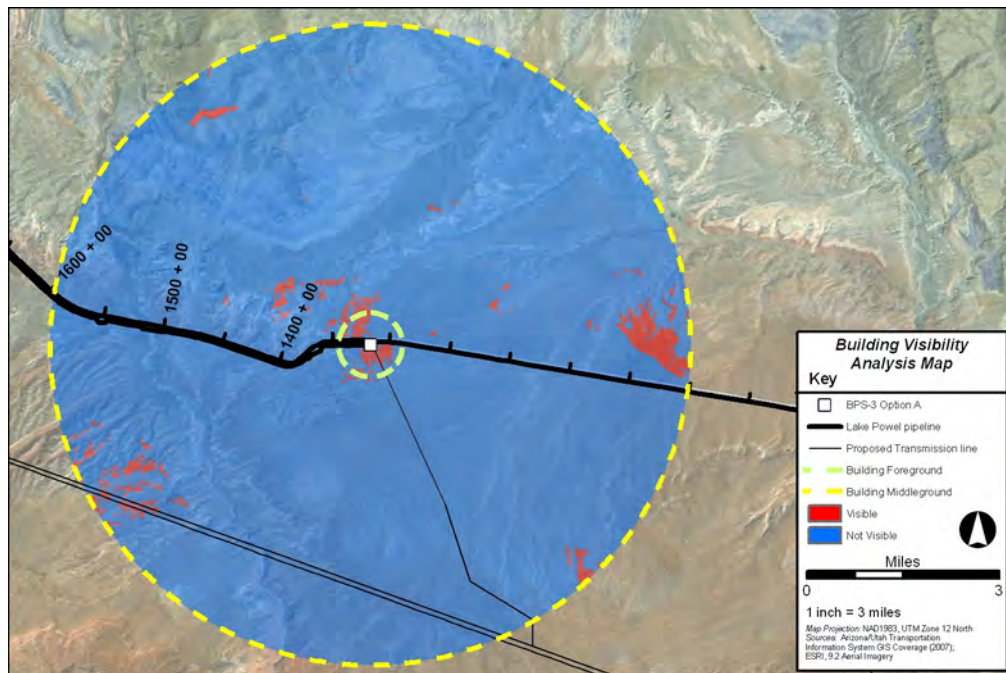 1600 + 00
1500 + 00
1400 + 00
Building Visibility
Analysis Map
Key
BPS-3 Option A
Lake Powel pipeline
Proposed Transmission line
Building Foreground
Building Middleground
Visible
Not Visible
Miles
0 3
1 inch = 3 miles
Map Projection: NAD1983, UTM Zone 12 North
Sources: Arizona/Utah Transportation
Information System GIS Coverage (2007);
ESRI, 9.2 Aerial Imagery